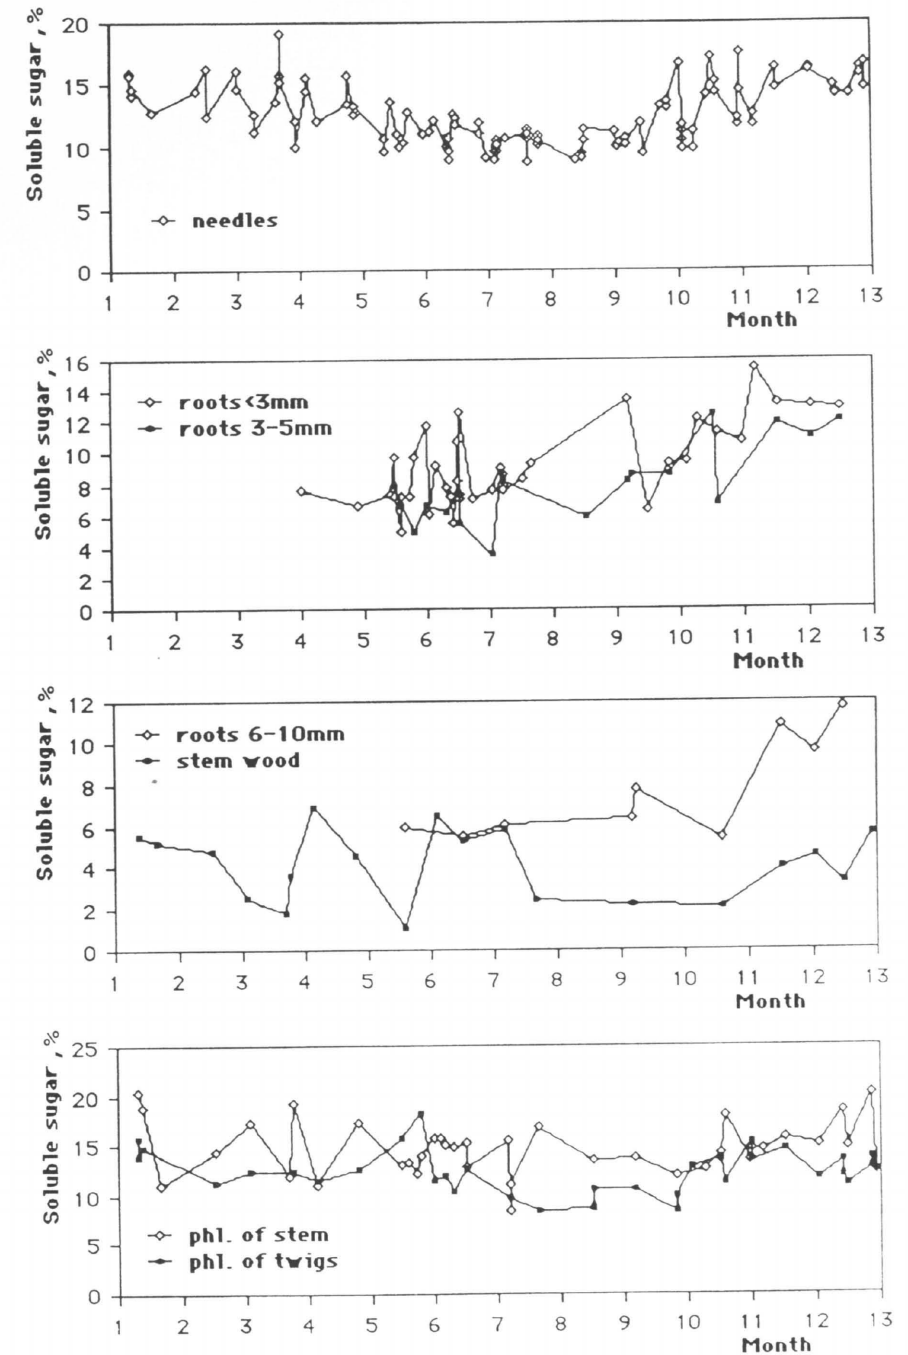 Soluble sugar, %
20
15
10
5
0
needles
1 2 3 4 5 6 7 8 9 10 11 12 13
Month
Soluble sugar, %
16
14
12
10
8
6
4
2
0
roots<3mm
roots 3-5mm
1 2 3 4 5 6 7 8 9 10 11 12 13
Month
Soluble sugar, %
12
10
8
6
4
2
0
roots 6-10mm
stem wood
1 2 3 4 5 6 7 8 9 10 11 12 13
Month
Soluble sugar, %
25
20
15
10
5
0
phl. of stem
phl. of twigs
1 2 3 4 5 6 7 8 9 10 11 12 13
Month